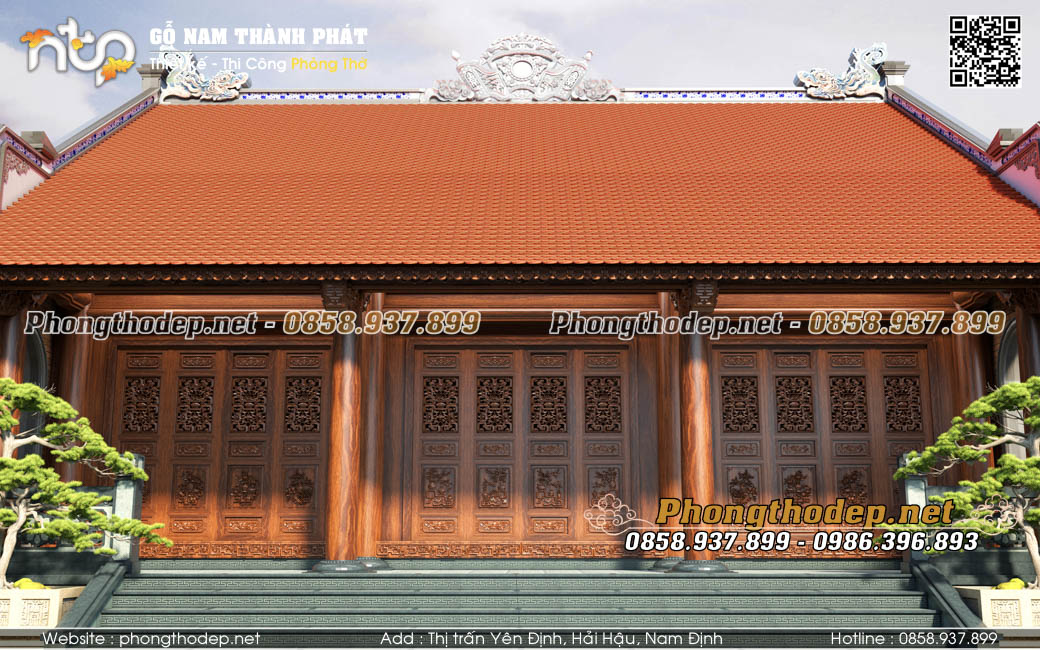 ntp
GỖ NAM THÀNH PHÁT
Thiết kế - Thi Công Phòng Thờ
Phongthodep.net - 0858.937.899
Phongthodep.net - 0858.937.899
Phongthodep.net
0858.937.899 - 0986.396.893
Website : phongthodep.net
Add : Thị trấn Yên Định, Hải Hậu, Nam Định
Hotline : 0858.937.899